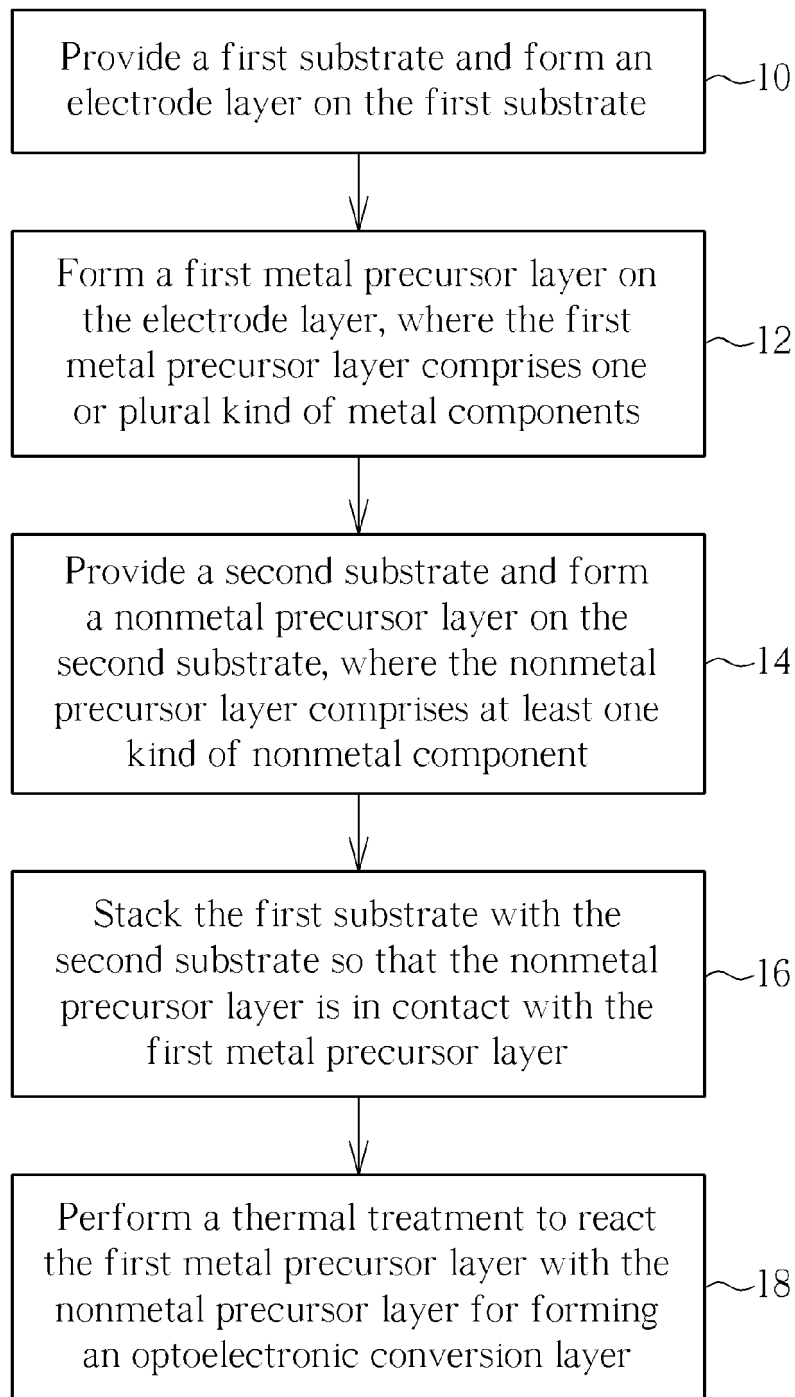 Provide a first substrate and form an
electrode layer on the first substrate
10
Form a first metal precursor layer on
the electrode layer, where the first
metal precursor layer comprises one
or plural kind of metal components
12
Provide a second substrate and form
a nonmetal precursor layer on the
second substrate, where the nonmetal
precursor layer comprises at least one
kind of nonmetal component
14
Stack the first substrate with the
second substrate so that the nonmetal
precursor layer is in contact with the
first metal precursor layer
16
Perform a thermal treatment to react
the first metal precursor layer with the
nonmetal precursor layer for forming
an optoelectronic conversion layer
18